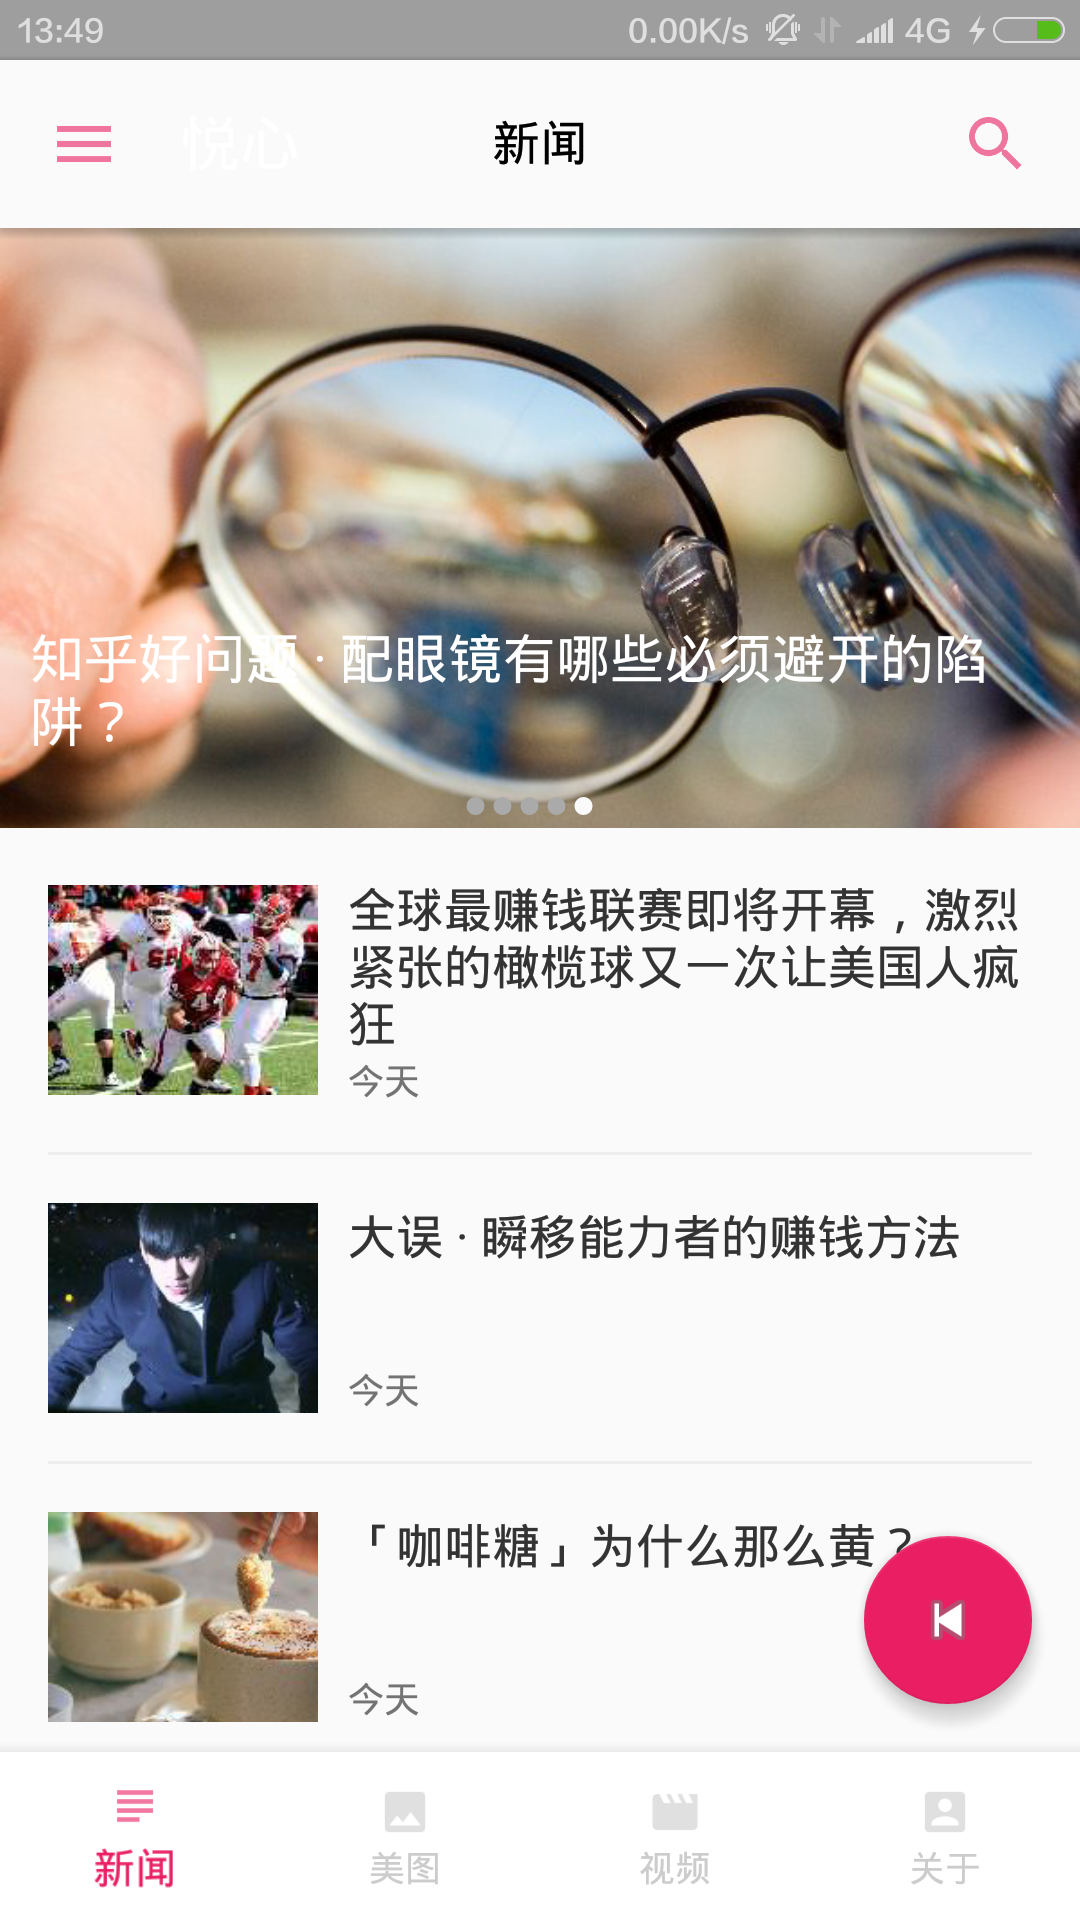 13:49
0.00K/s 4G
悦心
新闻
知乎好问题 · 配眼镜有哪些必须避开的陷
阱？
全球最赚钱联赛即将开幕，激烈
紧张的橄榄球又一次让美国人疯
狂
今天
大误 · 瞬移能力者的赚钱方法
今天
「咖啡糖」为什么那么黄？
今天
新闻
美图
视频
关于